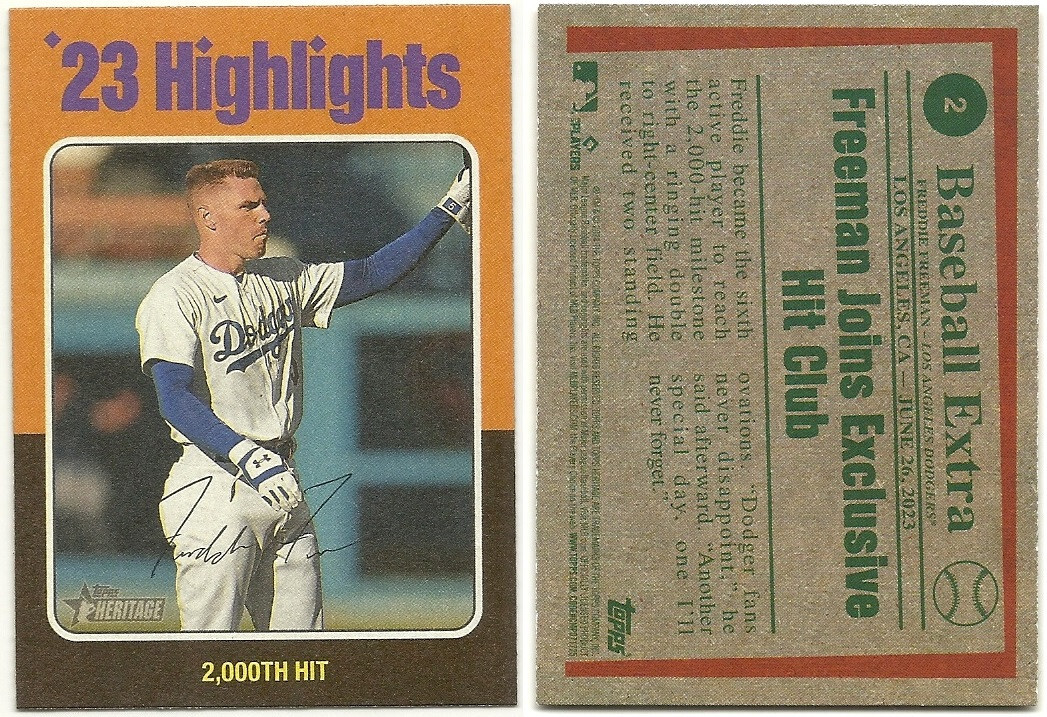 '23 Highlights
Dodgers
5
TOPPS
HERITAGE
2,000TH HIT
2
Baseball Extra
FREDDIE FREEMAN LOS ANGELES DODGERS®
LOS ANGELES, CA — JUNE 26, 2023
Freeman Joins Exclusive
Hit Club
Freddie became the sixth
active player to reach
the 2,000-hit milestone
with a ringing double
to right-center field. He
received two standing
ovations. "Dodger fans
never disappoint," he
said afterward. "Another
special day, one I'll
never forget."
PLAYERS
TOPPS